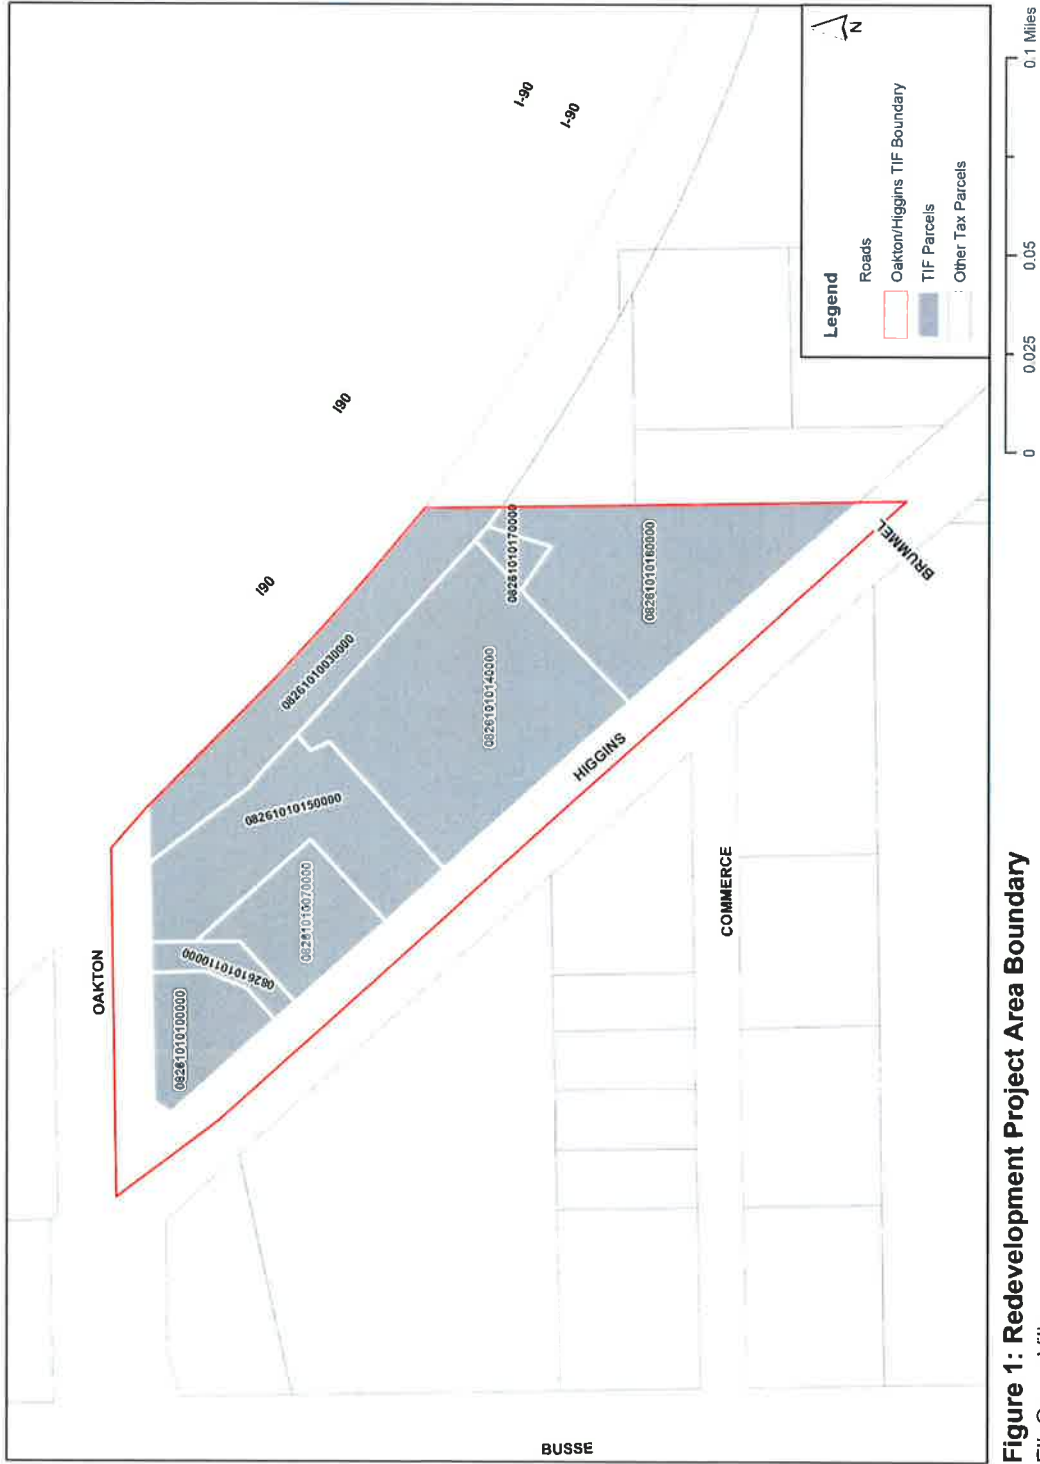 OAKTON
I-90
I-90
I90
I90
08261010030000
08261010150000
08261010070000
08261010110000
08261010100000
08261010140000
08261010170000
08261010160000
HIGGINS
BRUMMEL
COMMERCE
BUSSE
N
Legend
Roads
Oakton/Higgins TIF Boundary
TIF Parcels
Other Tax Parcels
0 0.025 0.05 0.1 Miles
Figure 1: Redevelopment Project Area Boundary